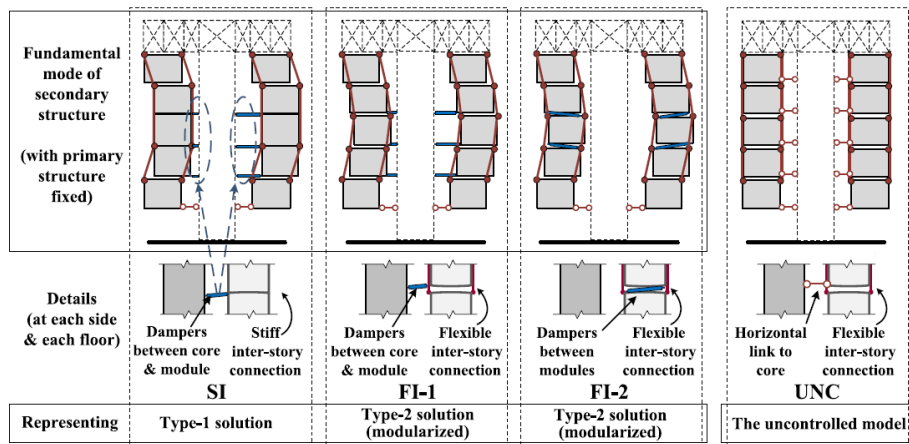 Fundamental
mode of
secondary
structure
(with primary
structure
fixed)
Details
(at each side
& each floor)
Dampers
between core
& module
Stiff
inter-story
connection
SI
Dampers
between core
& module
Flexible
inter-story
connection
FI-1
Dampers
between
modules
Flexible
inter-story
connection
FI-2
Horizontal
link to
core
Flexible
inter-story
connection
UNC
Representing
Type-1 solution
Type-2 solution
(modularized)
Type-2 solution
(modularized)
The uncontrolled model